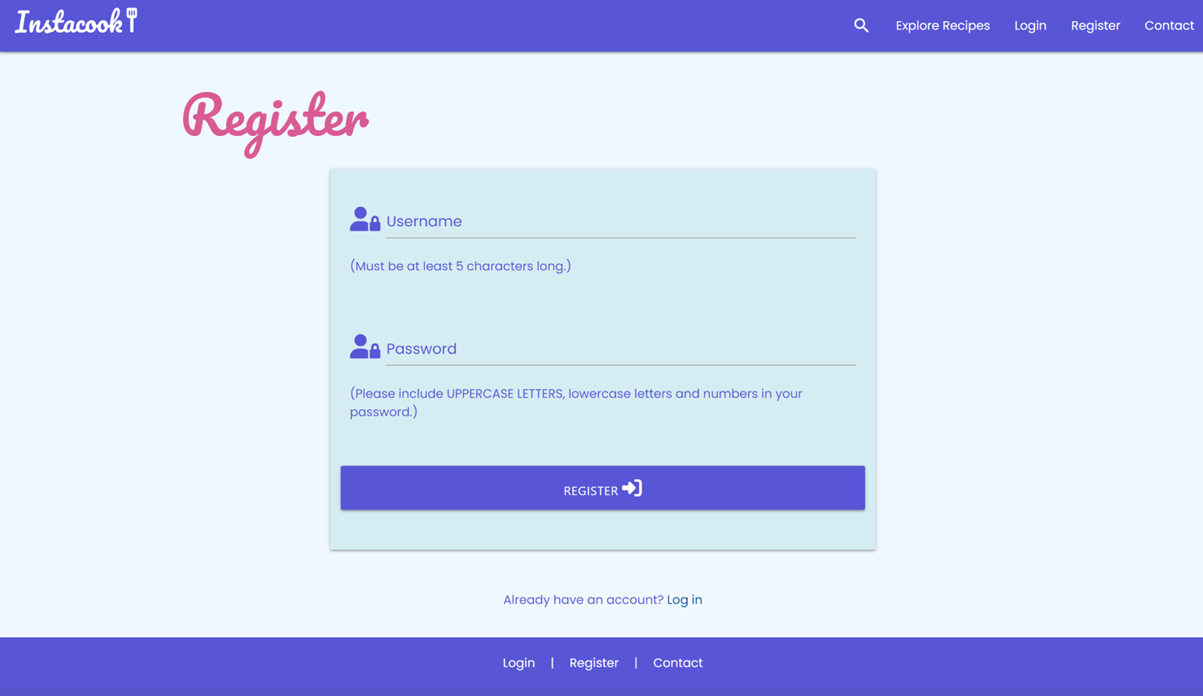 Instacook
Explore Recipes Login Register Contact
Register
Username
(Must be at least 5 characters long.)
Password
(Please include UPPERCASE LETTERS, lowercase letters and numbers in your
password.)
REGISTER
Already have an account? Log in
Login | Register | Contact